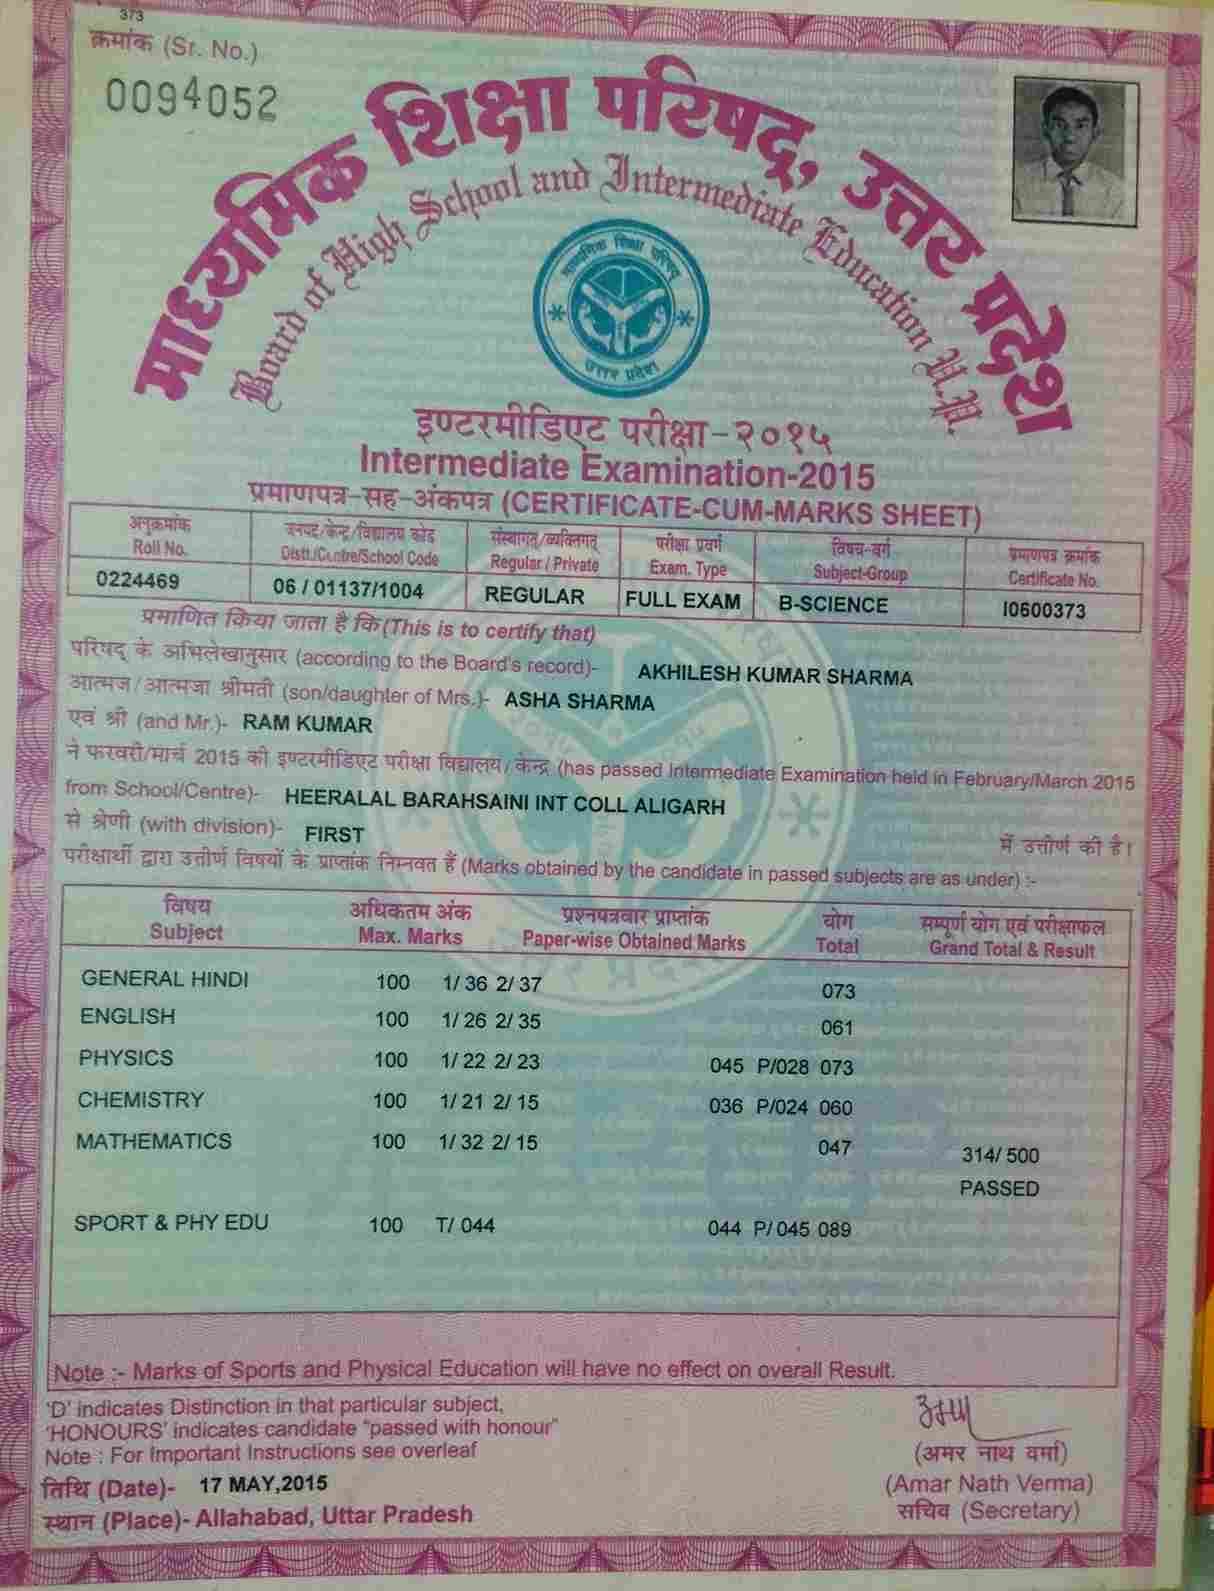 373
क्रमांक (Sr. No.)
0094052
माध्यमिक शिक्षा परिषद्, उत्तर प्रदेश
Board of High School and Intermediate Education U.P.
माध्यमिक शिक्षा परिषद्
उत्तर प्रदेश
इण्टरमीडिएट परीक्षा-२०१५
Intermediate Examination-2015
प्रमाणपत्र-सह-अंकपत्र (CERTIFICATE-CUM-MARKS SHEET)
अनुक्रमांक जनपद/केन्द्र/विद्यालय कोड संस्थागत/व्यक्तिगत परीक्षा प्रवर्ग विषय-वर्ग प्रमाणपत्र क्रमांक
Roll No. Distt./Centre/School Code Regular / Private Exam. Type Subject-Group Certificate No.
0224469 06 / 01137/1004 REGULAR FULL EXAM B-SCIENCE I0600373
प्रमाणित किया जाता है कि (This is to certify that)
परिषद् के अभिलेखानुसार (according to the Board's record)- AKHILESH KUMAR SHARMA
आत्मज/आत्मजा श्रीमती (son/daughter of Mrs.)- ASHA SHARMA
एवं श्री (and Mr.)- RAM KUMAR
ने फरवरी/मार्च 2015 की इण्टरमीडिएट परीक्षा विद्यालय/केन्द्र (has passed Intermediate Examination held in February/March 2015
from School/Centre)- HEERALAL BARAHSAINI INT COLL ALIGARH
से श्रेणी (with division)- FIRST में उत्तीर्ण की है।
परीक्षार्थी द्वारा उत्तीर्ण विषयों के प्राप्तांक निम्नवत हैं (Marks obtained by the candidate in passed subjects are as under) :-
विषय अधिकतम अंक प्रश्नपत्रवार प्राप्तांक योग सम्पूर्ण योग एवं परीक्षाफल
Subject Max. Marks Paper-wise Obtained Marks Total Grand Total & Result
GENERAL HINDI 100 1/ 36 2/ 37 073
ENGLISH 100 1/ 26 2/ 35 061
PHYSICS 100 1/ 22 2/ 23 045 P/028 073
CHEMISTRY 100 1/ 21 2/ 15 036 P/024 060
MATHEMATICS 100 1/ 32 2/ 15 047 314/ 500
PASSED
SPORT & PHY EDU 100 T/ 044 044 P/ 045 089
Note :- Marks of Sports and Physical Education will have no effect on overall Result.
'D' indicates Distinction in that particular subject,
'HONOURS' indicates candidate "passed with honour"
Note : For Important Instructions see overleaf
(अमर नाथ वर्मा)
तिथि (Date)- 17 MAY,2015
(Amar Nath Verma)
स्थान (Place)- Allahabad, Uttar Pradesh
सचिव (Secretary)